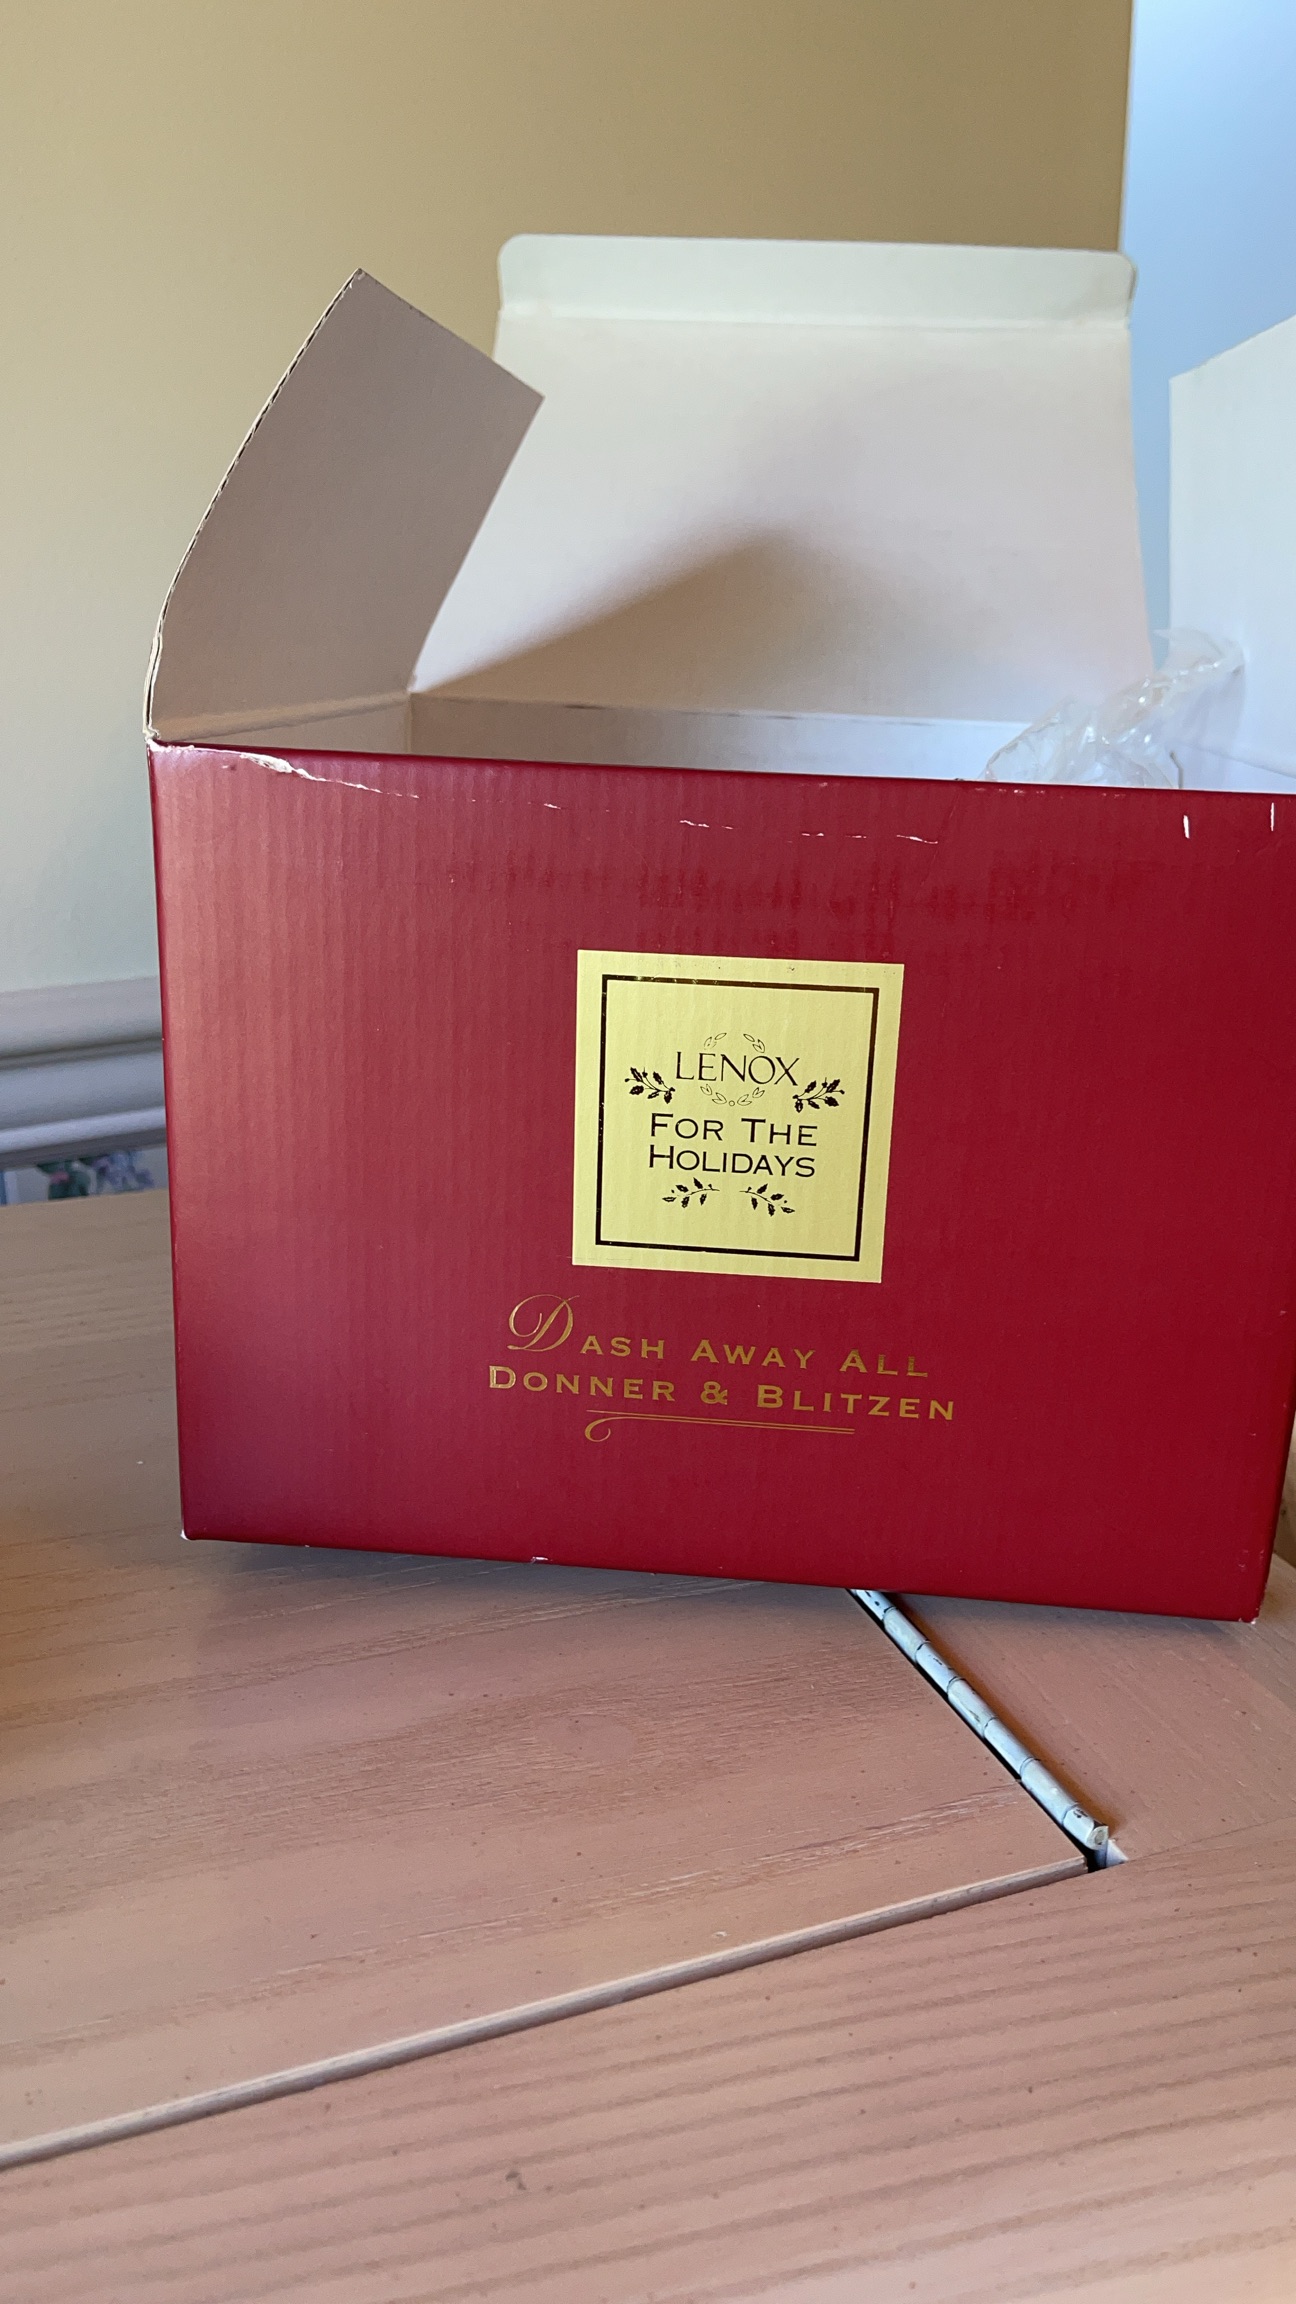 LENOX
FOR THE
HOLIDAYS
DASH AWAY ALL
DONNER & BLITZEN